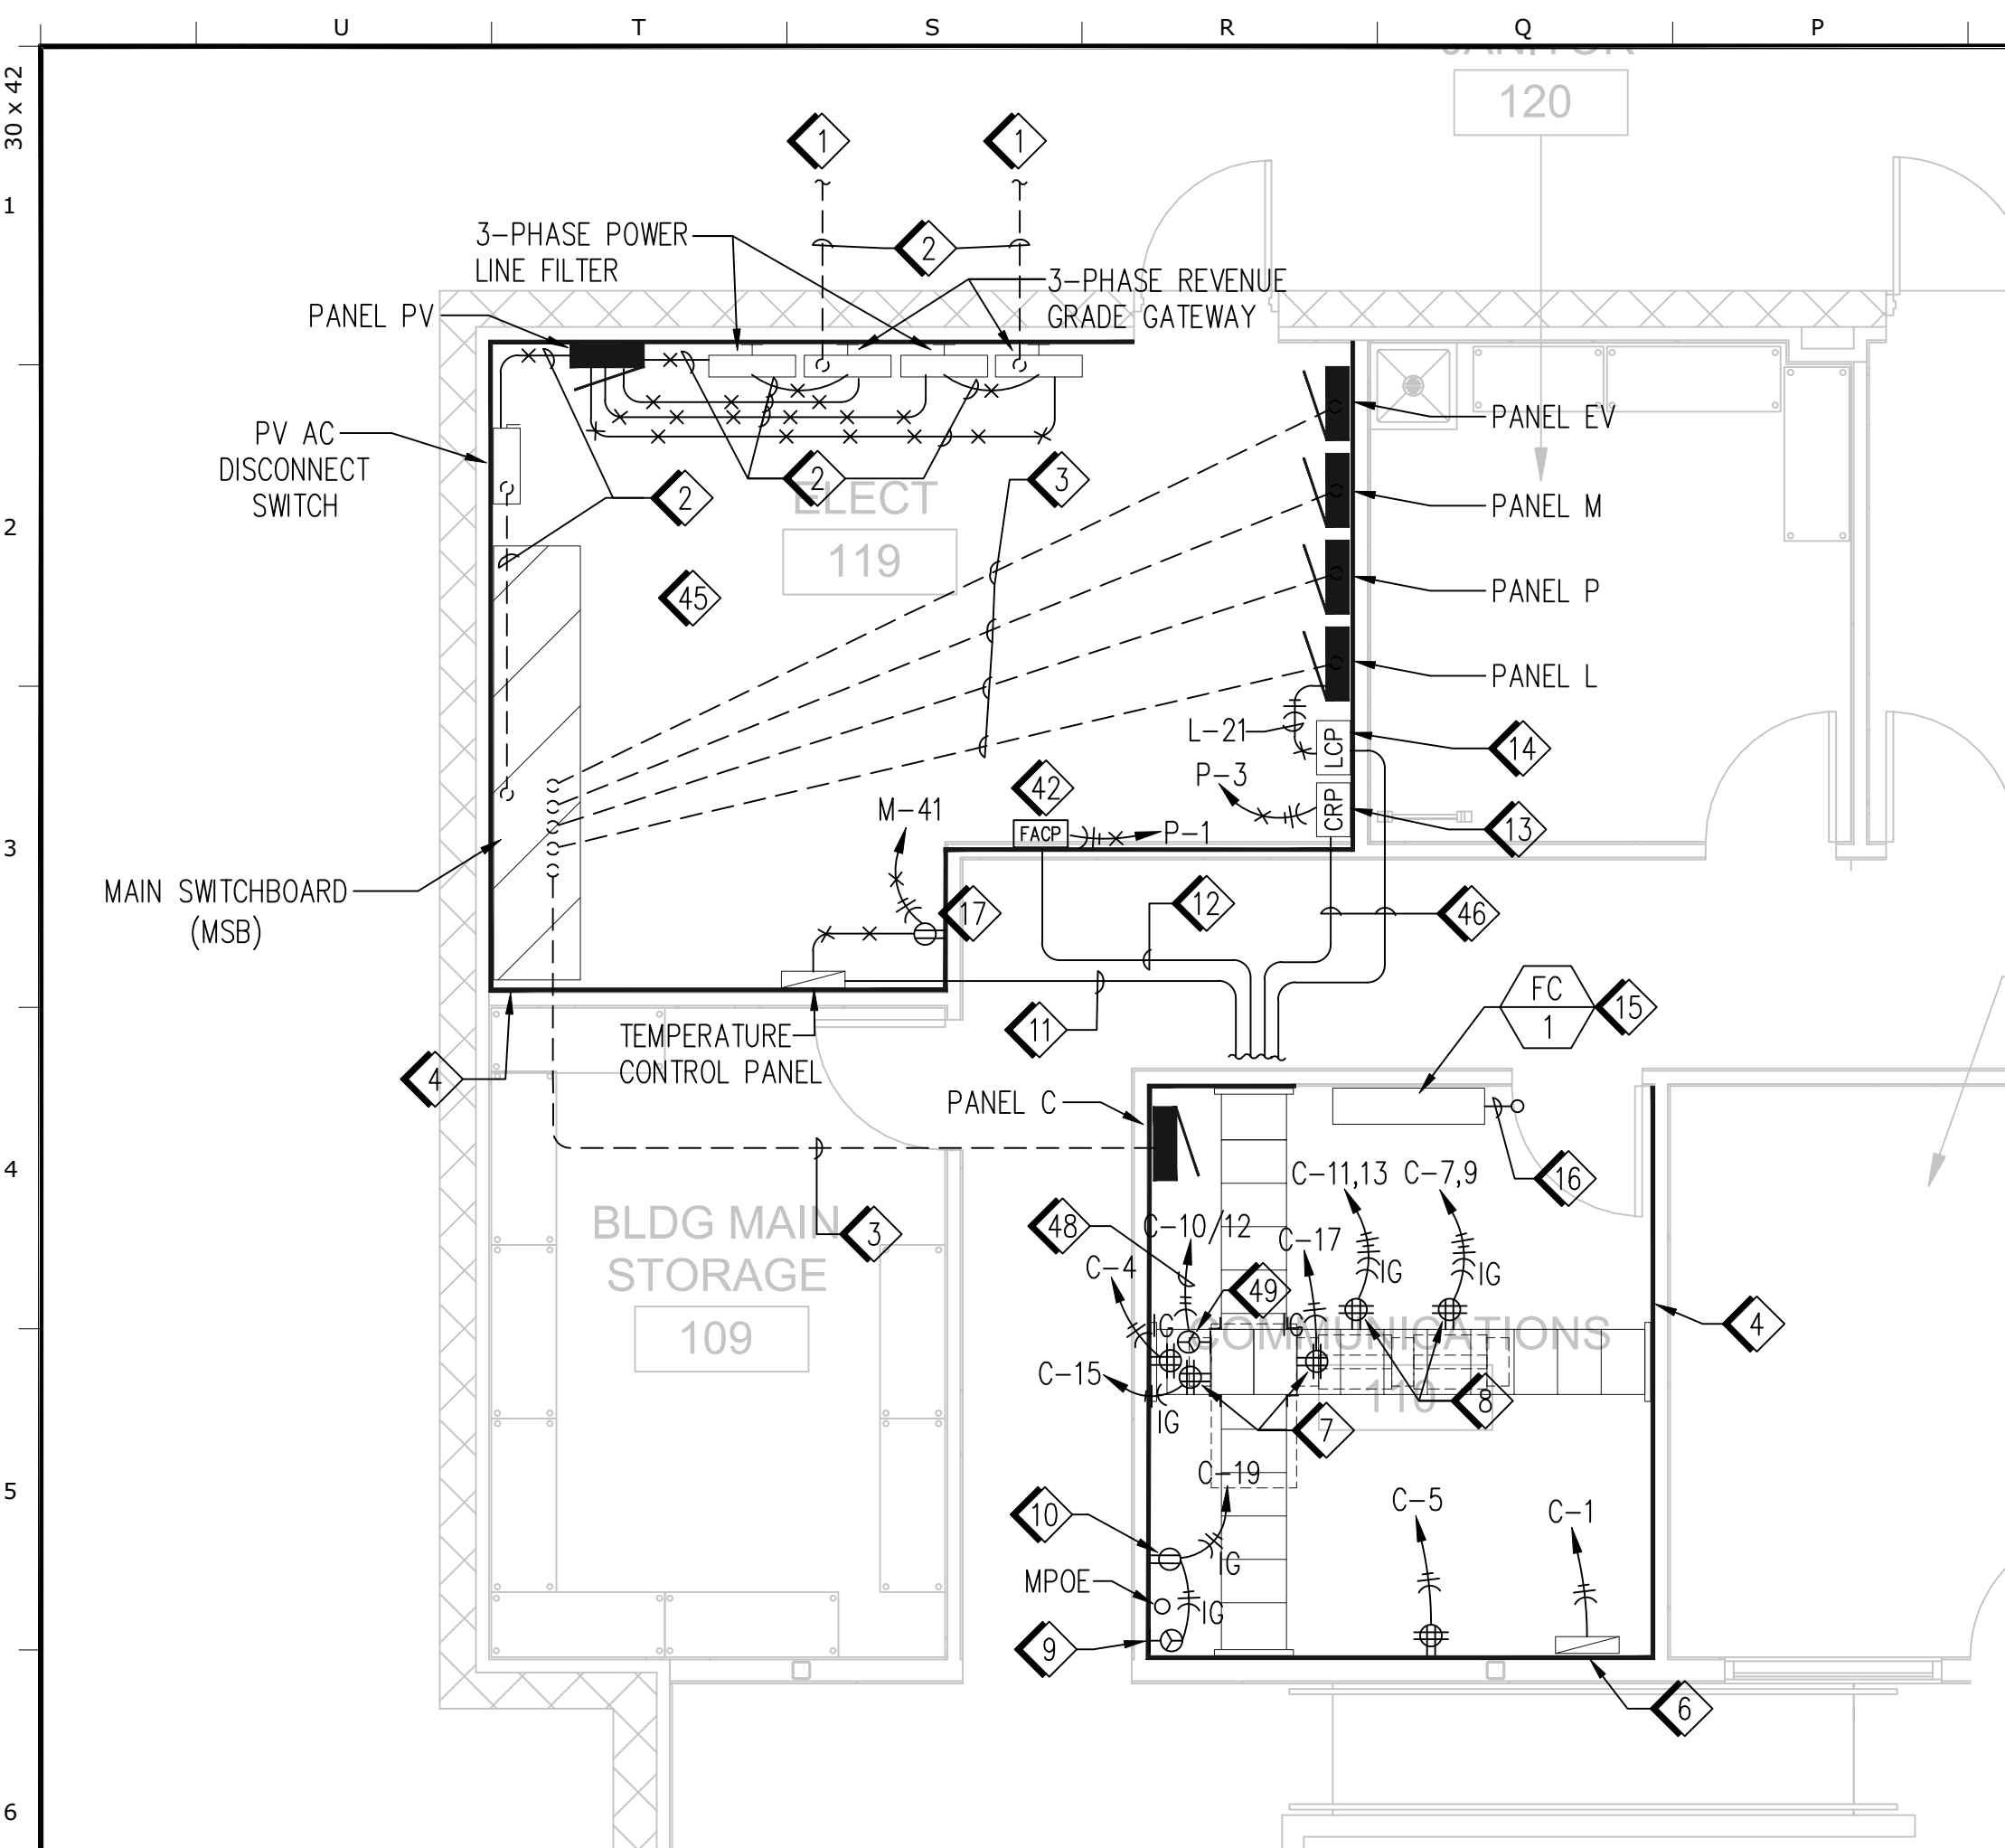 U T S R Q P
30 x 42
JANITOR
120
1 1
1
3-PHASE POWER
LINE FILTER
2
3-PHASE REVENUE
GRADE GATEWAY
PANEL PV
PV AC
DISCONNECT
SWITCH
PANEL EV
2 2 3
ELECT
119
PANEL M
2
45
PANEL P
PANEL L
L-21
LCP
14
P-3
42
M-41
CRP
13
FACP
P-1
3
MAIN SWITCHBOARD
(MSB)
17
12
46
FC
1
15
TEMPERATURE
CONTROL PANEL
11
4
PANEL C
4
C-11,13
C-7,9
16
BLDG MAIN
STORAGE
109
3
48
C-10/12
C-17
C-4
49
IG
IG
IG
IG
COMMUNICATIONS
110
4
C-15
IG
7
8
C-19
5
10
C-5
C-1
IG
MPOE
IG
9
6
6